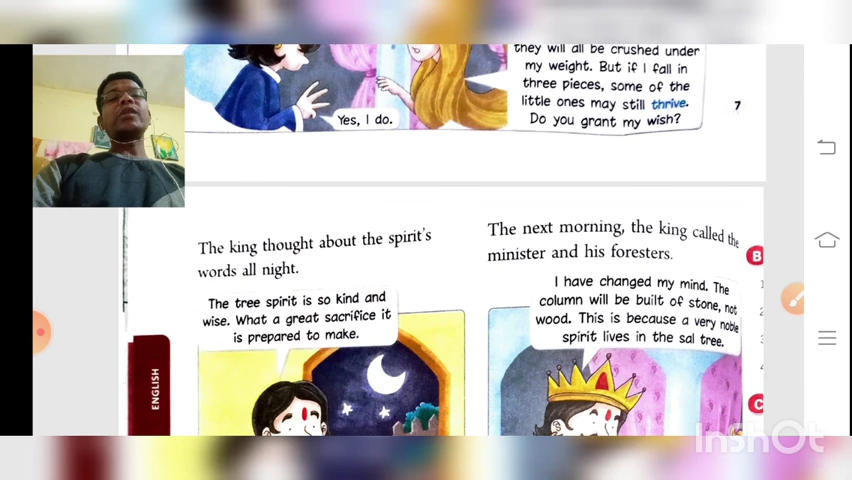 they will all be crushed under
my weight. But if I fall in
three pieces, some of the
little ones may still thrive.
Do you grant my wish?
Yes, I do.
7
The king thought about the spirit's
words all night.
The tree spirit is so kind and
wise. What a great sacrifice it
is prepared to make.
The next morning, the king called the
minister and his foresters.
I have changed my mind. The
column will be built of stone, not
wood. This is because a very noble
spirit lives in the sal tree.
B
1
2
3
4
C
ENGLISH
InShOt